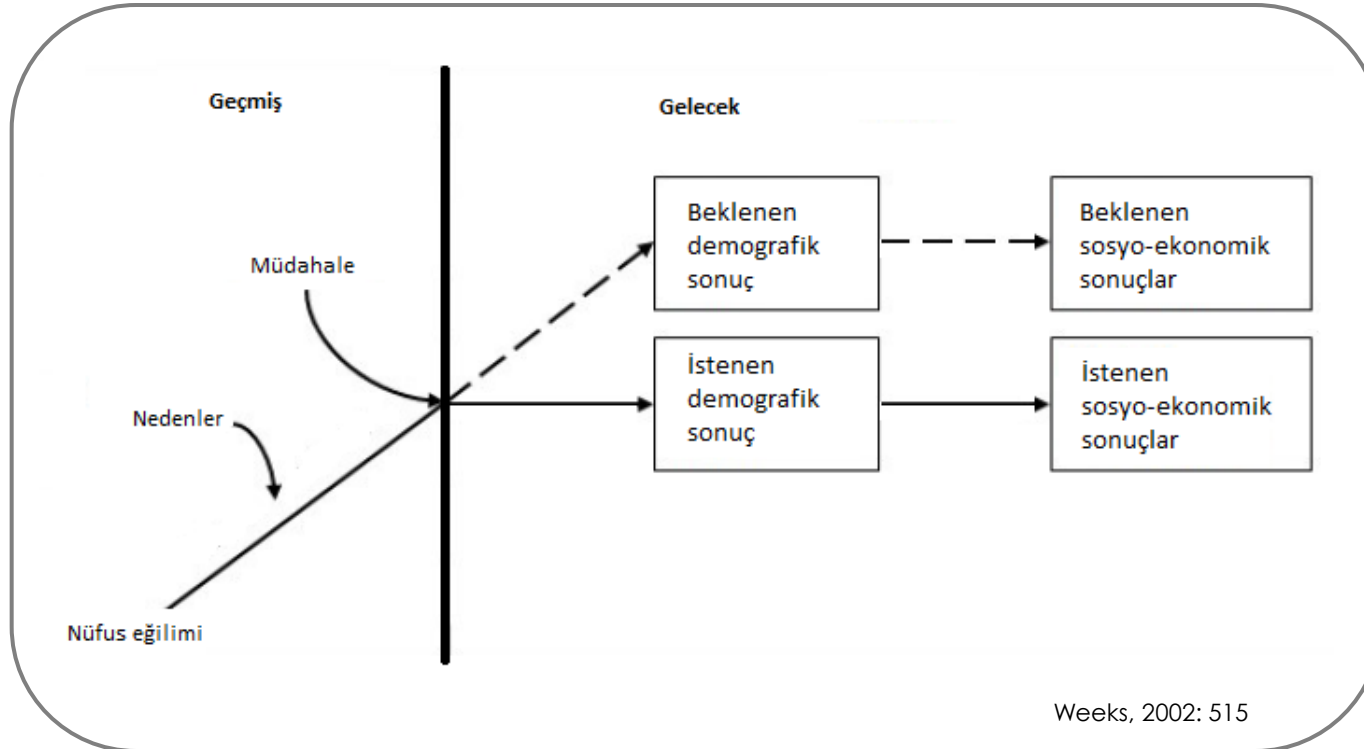 Geçmiş
Gelecek
Beklenen
demografik
sonuç
Beklenen
sosyo-ekonomik
sonuçlar
Müdahale
İstenen
demografik
sonuç
İstenen
sosyo-ekonomik
sonuçlar
Nedenler
Nüfus eğilimi
Weeks, 2002: 515